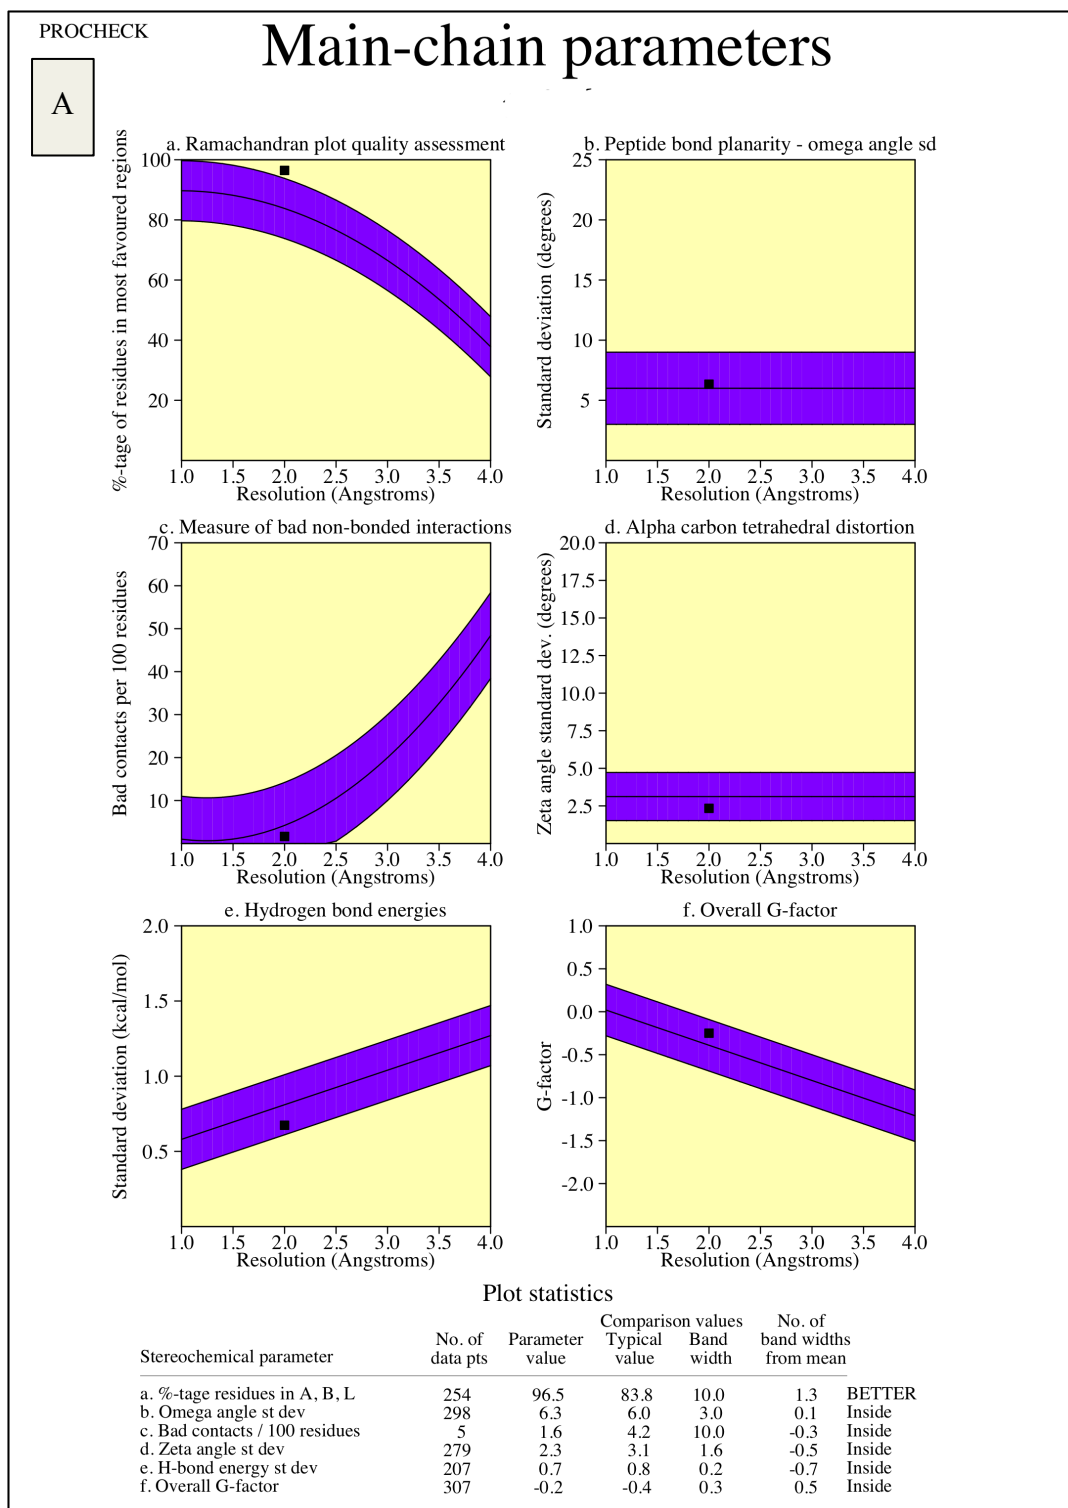 PROCHECK
Main-chain parameters
A
a. Ramachandran plot quality assessment
%-tage of residues in most favoured regions
100
80
60
40
20
1.0 1.5 2.0 2.5 3.0 3.5 4.0
Resolution (Angstroms)
b. Peptide bond planarity - omega angle sd
Standard deviation (degrees)
25
20
15
10
5
1.0 1.5 2.0 2.5 3.0 3.5 4.0
Resolution (Angstroms)
c. Measure of bad non-bonded interactions
Bad contacts per 100 residues
70
60
50
40
30
20
10
1.0 1.5 2.0 2.5 3.0 3.5 4.0
Resolution (Angstroms)
d. Alpha carbon tetrahedral distortion
Zeta angle standard dev. (degrees)
20.0
17.5
15.0
12.5
10.0
7.5
5.0
2.5
1.0 1.5 2.0 2.5 3.0 3.5 4.0
Resolution (Angstroms)
e. Hydrogen bond energies
Standard deviation (kcal/mol)
2.0
1.5
1.0
0.5
1.0 1.5 2.0 2.5 3.0 3.5 4.0
Resolution (Angstroms)
f. Overall G-factor
G-factor
1.0
0.5
0.0
-0.5
-1.0
-1.5
-2.0
1.0 1.5 2.0 2.5 3.0 3.5 4.0
Resolution (Angstroms)
Plot statistics
Comparison values No. of
No. of Parameter Typical Band band widths
Stereochemical parameter data pts value value width from mean
a. %-tage residues in A, B, L 254 96.5 83.8 10.0 1.3 BETTER
b. Omega angle st dev 298 6.3 6.0 3.0 0.1 Inside
c. Bad contacts / 100 residues 5 1.6 4.2 10.0 -0.3 Inside
d. Zeta angle st dev 279 2.3 3.1 1.6 -0.5 Inside
e. H-bond energy st dev 207 0.7 0.8 0.2 -0.7 Inside
f. Overall G-factor 307 -0.2 -0.4 0.3 0.5 Inside